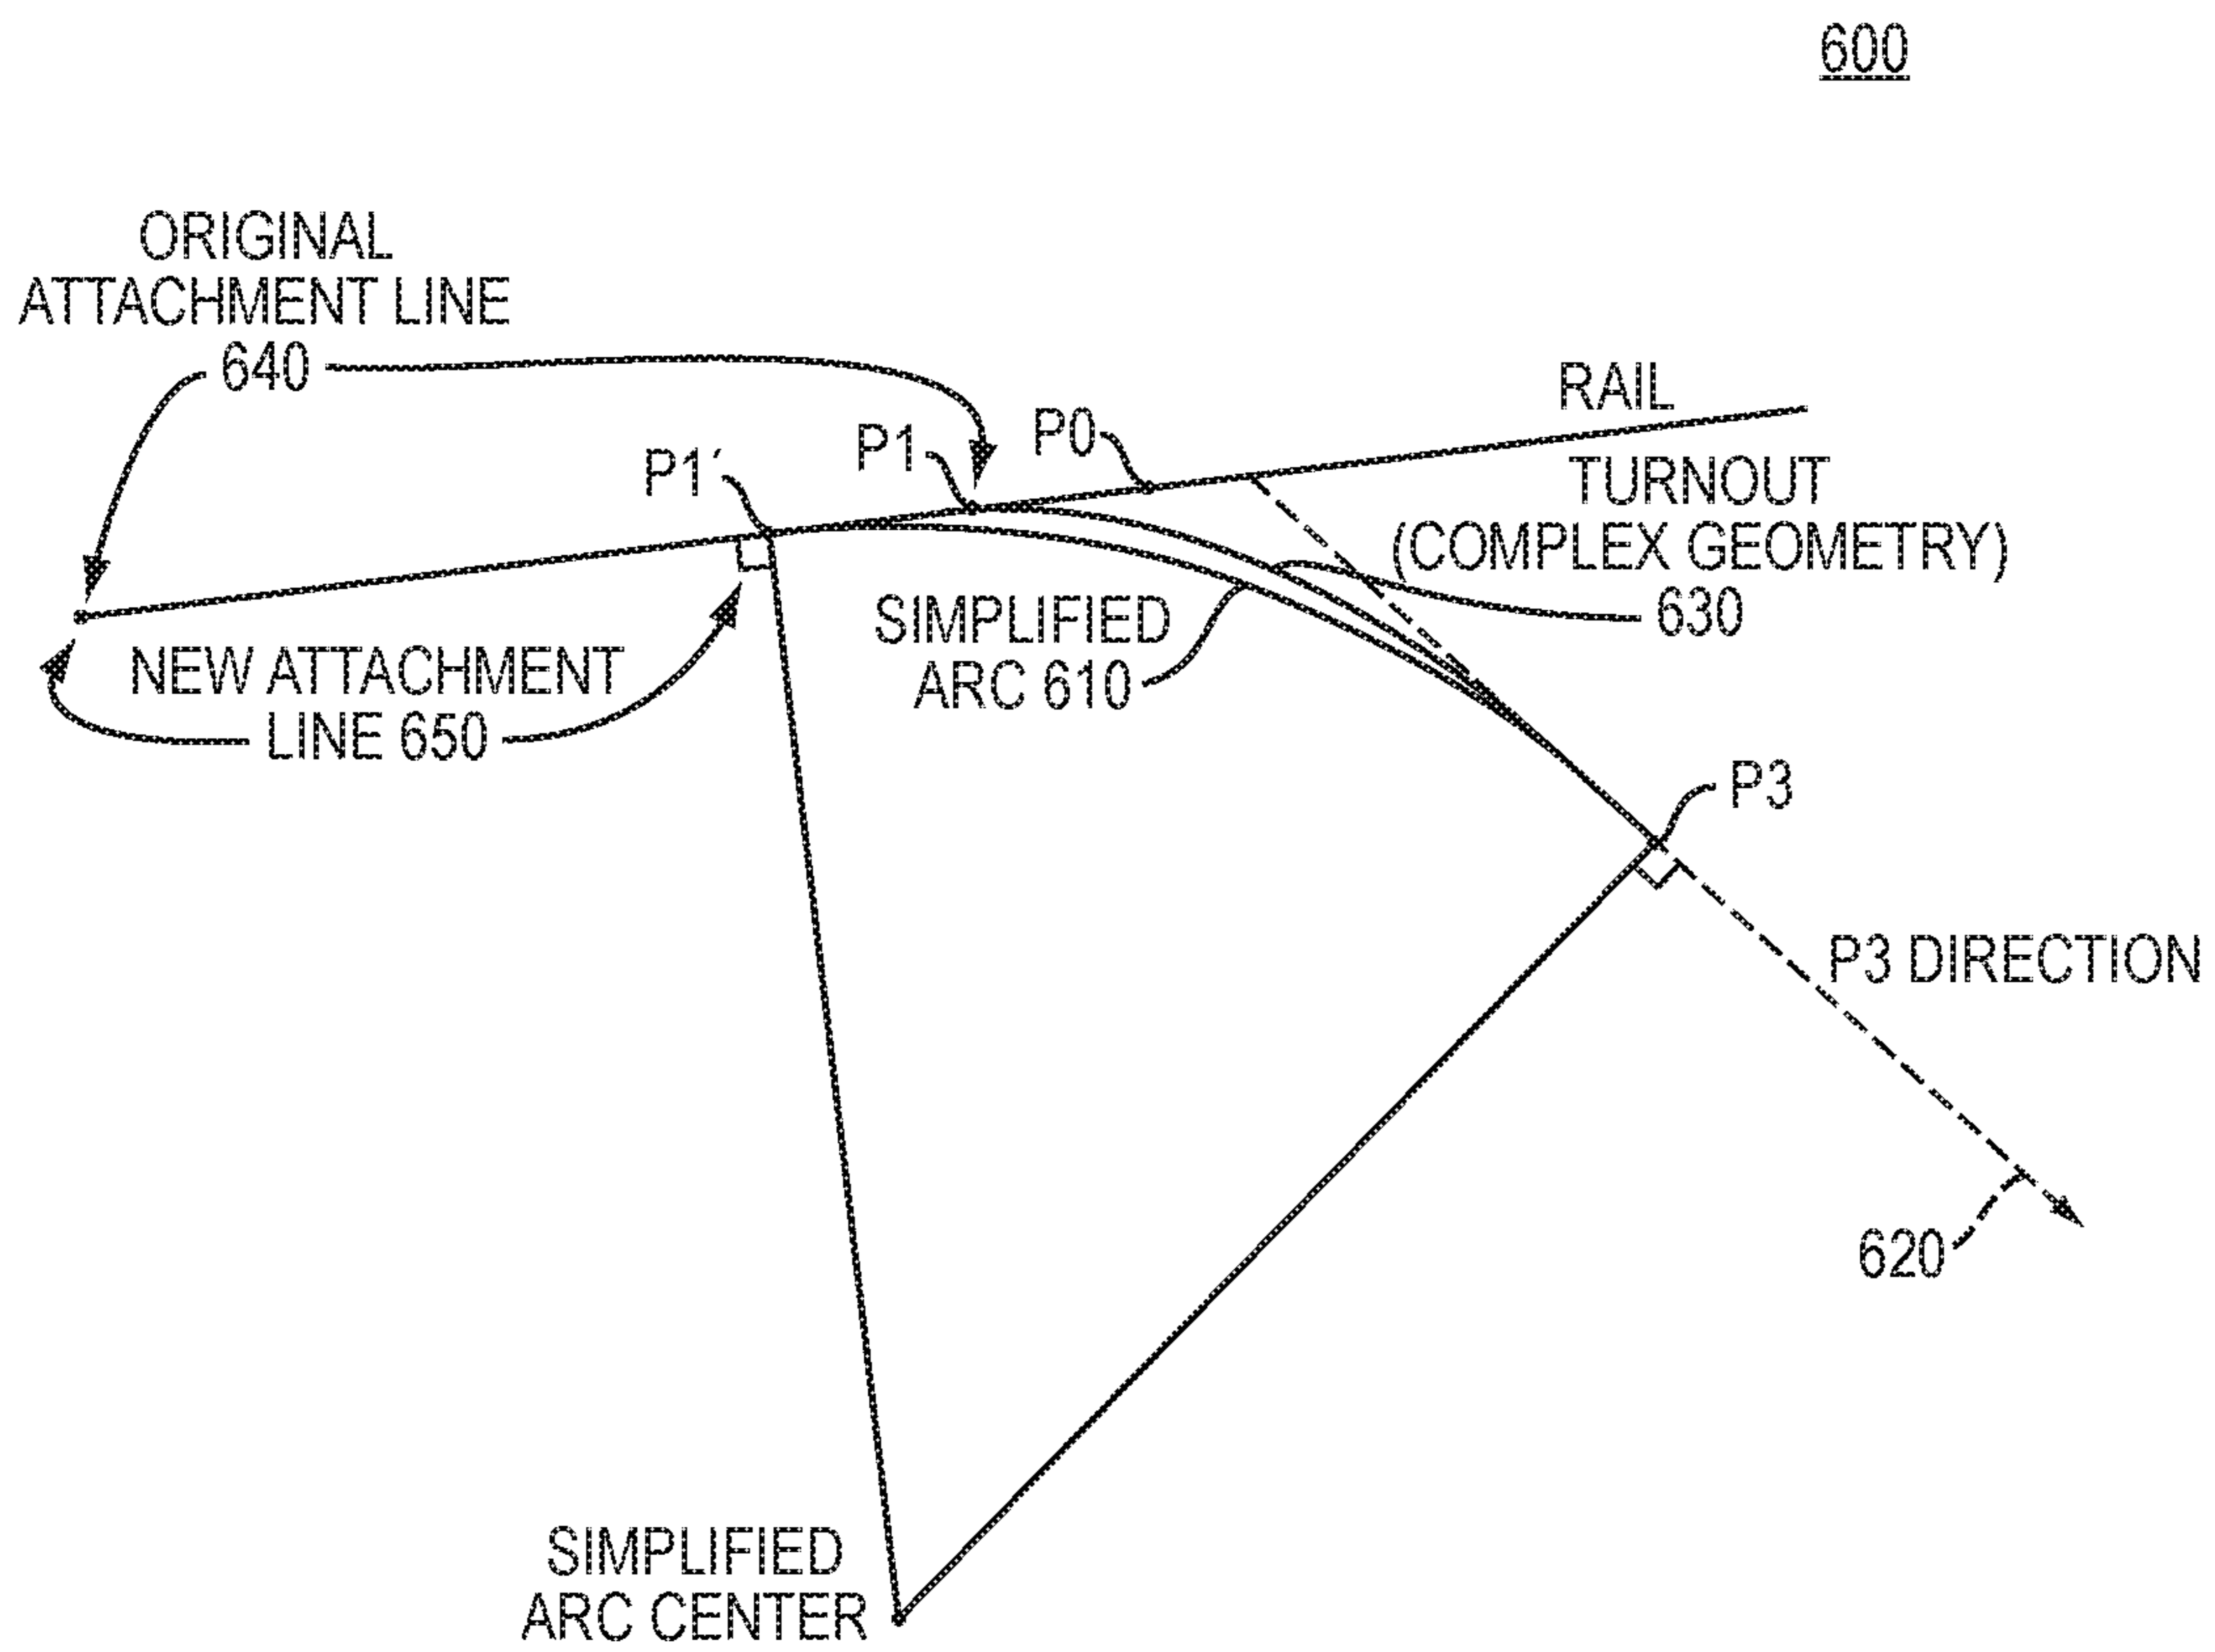 600
ORIGINAL
ATTACHMENT LINE
640
RAIL
P0
P1
P1´
TURNOUT
(COMPLEX GEOMETRY)
630
SIMPLIFIED
ARC 610
NEW ATTACHMENT
LINE 650
P3
P3 DIRECTION
620
SIMPLIFIED
ARC CENTER